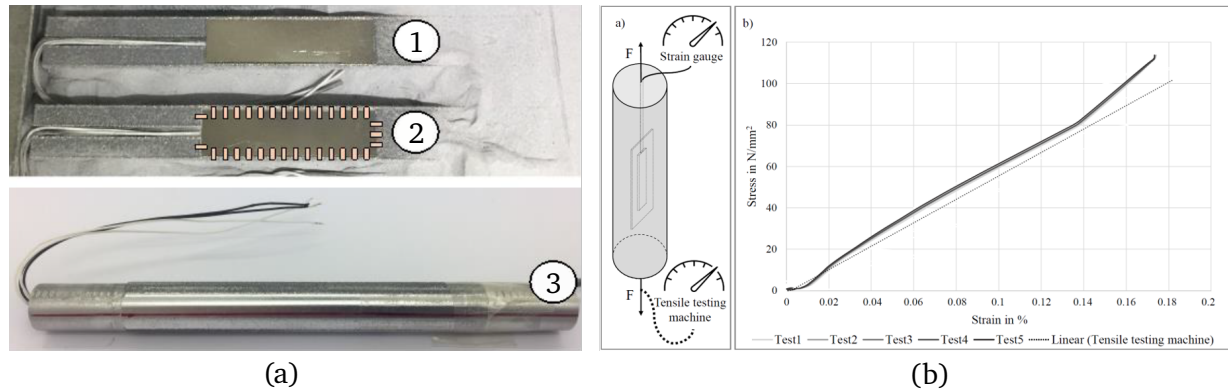 1
2
3
(a)
a)
F
Strain gauge
F
Tensile testing
machine
b)
Stress in N/mm²
120
100
80
60
40
20
0
0
0.02
0.04
0.06
0.08
0.1
0.12
0.14
0.16
0.18
0.2
Strain in %
Test1 Test2 Test3 Test4 Test5 Linear (Tensile testing machine)
(b)